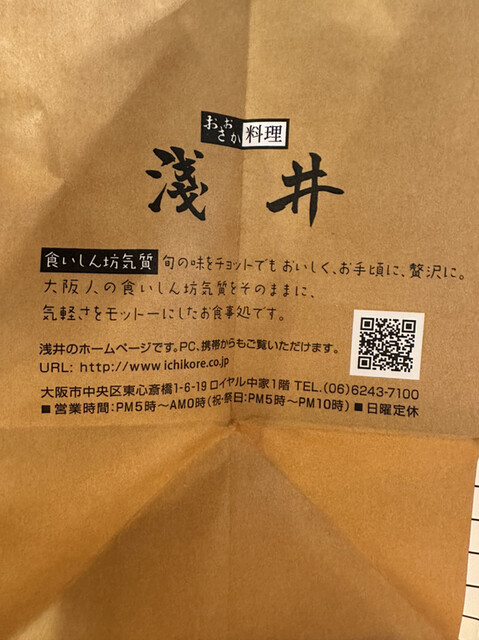 おおさか料理
淺井
食いしん坊気質 旬の味をチョットでもおいしく、お手頃に、贅沢に。
大阪人の食いしん坊気質をそのままに、
気軽さをモットーにしたお食事処です。
浅井のホームページです。PC、携帯からもご覧いただけます。
URL: http://www.ichikore.co.jp
大阪市中央区東心斎橋1-6-19 ロイヤル中家1階 TEL.(06)6243-7100
■営業時間:PM5時〜AM0時(祝・祭日:PM5時〜PM10時) ■日曜定休